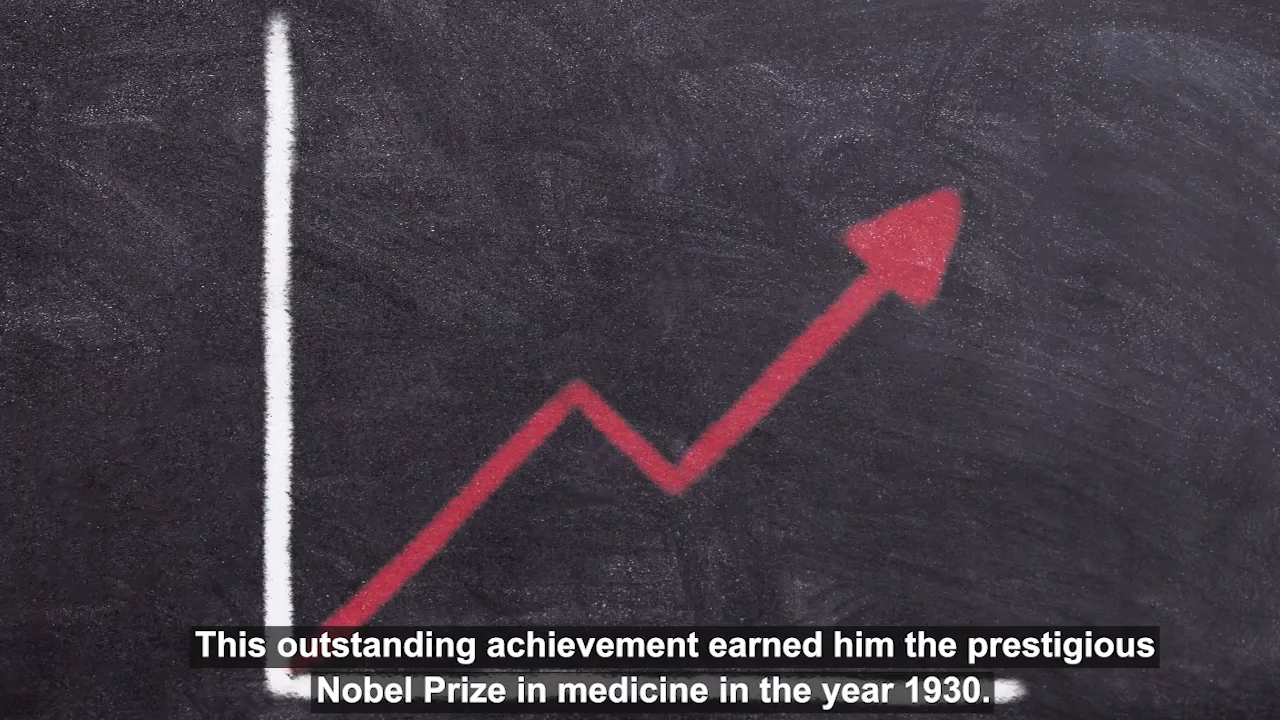 This outstanding achievement earned him the prestigious
Nobel Prize in medicine in the year 1930.